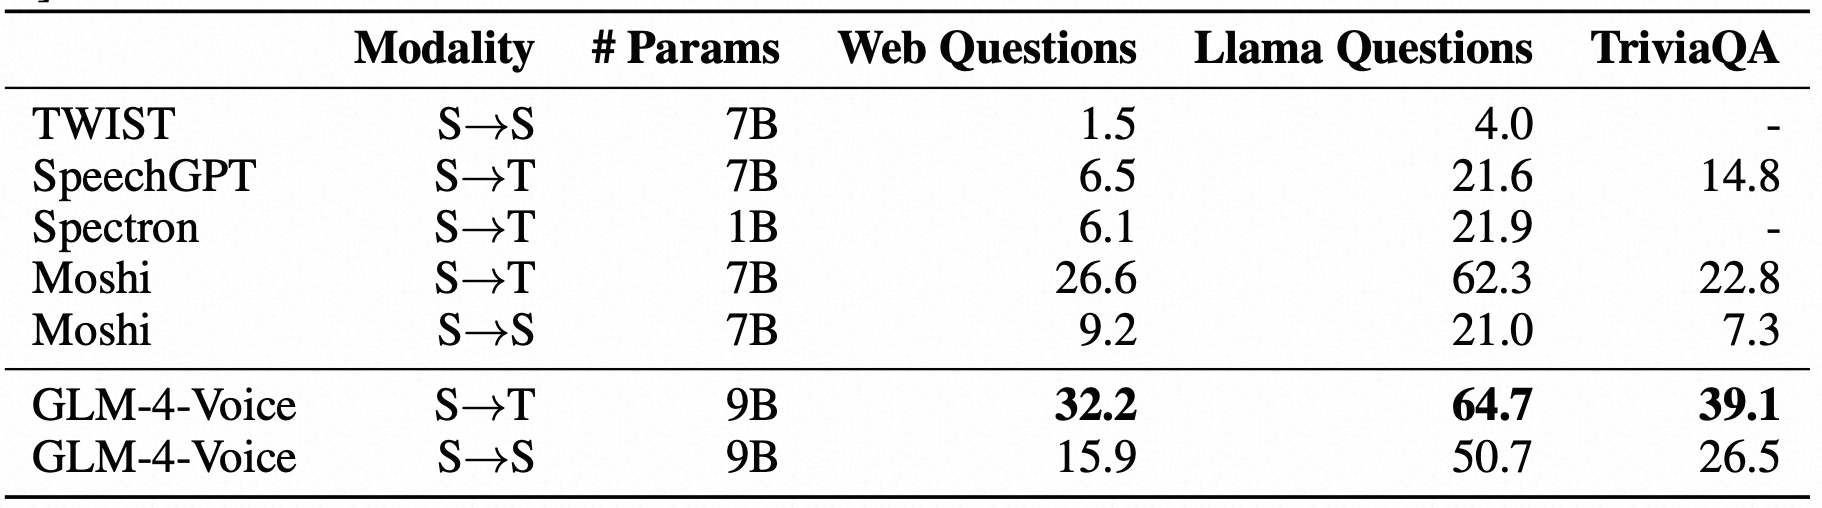 Modality # Params Web Questions Llama Questions TriviaQA
TWIST S→S 7B 1.5 4.0 -
SpeechGPT S→T 7B 6.5 21.6 14.8
Spectron S→T 1B 6.1 21.9 -
Moshi S→T 7B 26.6 62.3 22.8
Moshi S→S 7B 9.2 21.0 7.3
GLM-4-Voice S→T 9B 32.2 64.7 39.1
GLM-4-Voice S→S 9B 15.9 50.7 26.5